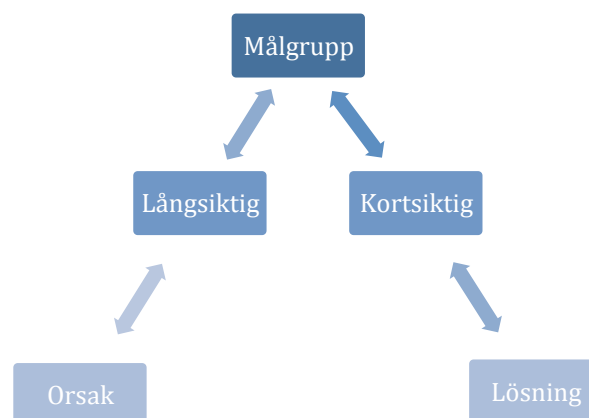 Målgrupp
Långsiktig
Kortsiktig
Orsak
Lösning